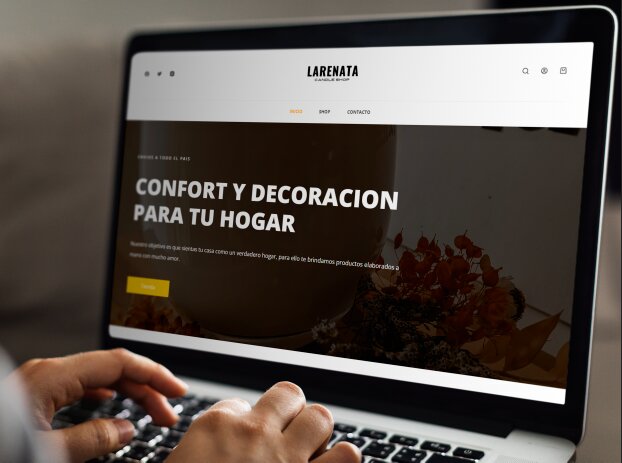 LARENATA
CANDLE SHOP
INICIO SHOP CONTACTO
ENVIOS A TODO EL PAIS
CONFORT Y DECORACION
PARA TU HOGAR
Nuestro objetivo es que sientas tu casa como un verdadero hogar, para ello te brindamos productos elaborados a
mano con mucho amor.
Tienda